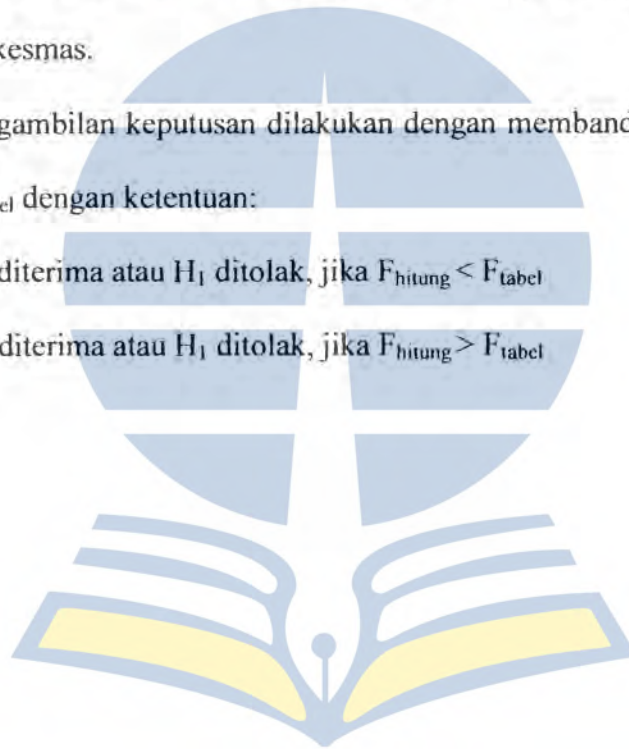 kesmas.
gambilan keputusan dilakukan dengan memband
el dengan ketentuan:
diterima atau H1 ditolak, jika Fhitung < Ftabel
diterima atau H1 ditolak, jika Fhitung > Ftabel